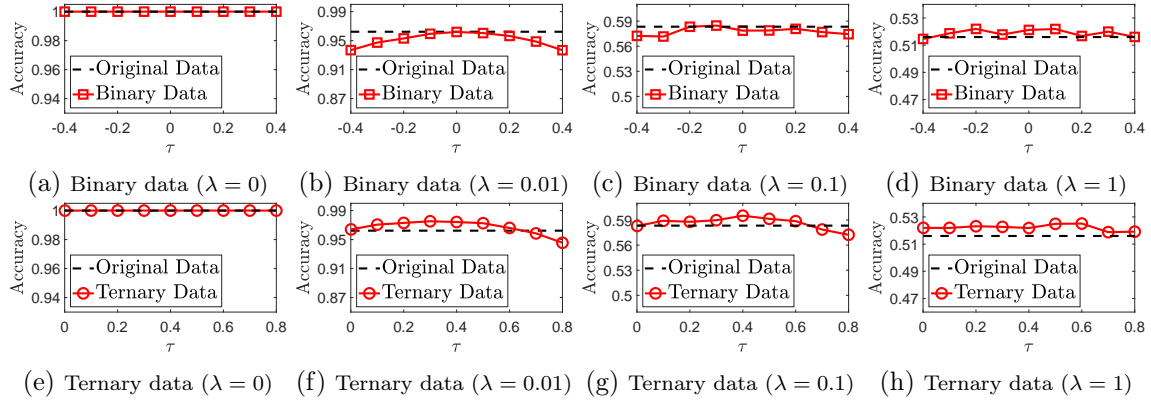 Accuracy
1
0.98
0.96
0.94
Original Data
Binary Data
-0.4 -0.2 0 0.2 0.4
τ
(a) Binary data (λ = 0)
Accuracy
0.99
0.95
0.91
0.87
Original Data
Binary Data
-0.4 -0.2 0 0.2 0.4
τ
(b) Binary data (λ = 0.01)
Accuracy
0.59
0.56
0.53
0.5
Original Data
Binary Data
-0.4 -0.2 0 0.2 0.4
τ
(c) Binary data (λ = 0.1)
Accuracy
0.53
0.51
0.49
0.47
Original Data
Binary Data
-0.4 -0.2 0 0.2 0.4
τ
(d) Binary data (λ = 1)
Accuracy
1
0.98
0.96
0.94
Original Data
Ternary Data
0 0.2 0.4 0.6 0.8
τ
(e) Ternary data (λ = 0)
Accuracy
0.99
0.95
0.91
0.87
Original Data
Ternary Data
0 0.2 0.4 0.6 0.8
τ
(f) Ternary data (λ = 0.01)
Accuracy
0.59
0.56
0.53
0.5
Original Data
Ternary Data
0 0.2 0.4 0.6 0.8
τ
(g) Ternary data (λ = 0.1)
Accuracy
0.53
0.51
0.49
0.47
Original Data
Ternary Data
0 0.2 0.4 0.6 0.8
τ
(h) Ternary data (λ = 1)